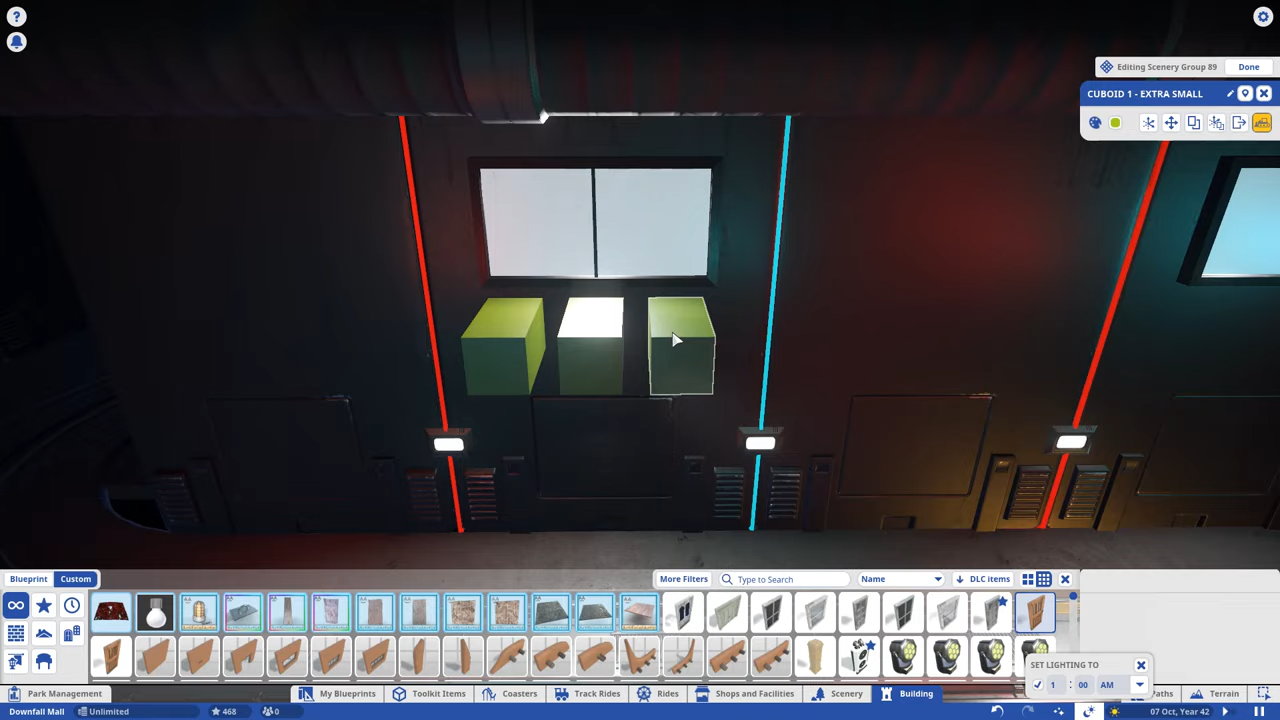 ?
Editing Scenery Group 89 Done
CUBOID 1 - EXTRA SMALL
Blueprint Custom More Filters Type to Search Name DLC items
SET LIGHTING TO
1 : 00 AM
Park Management My Blueprints Toolkit Items Coasters Track Rides Rides Shops and Facilities Scenery Building Paths Terrain
Downfall Mall Unlimited 468 0 07 Oct, Year 42